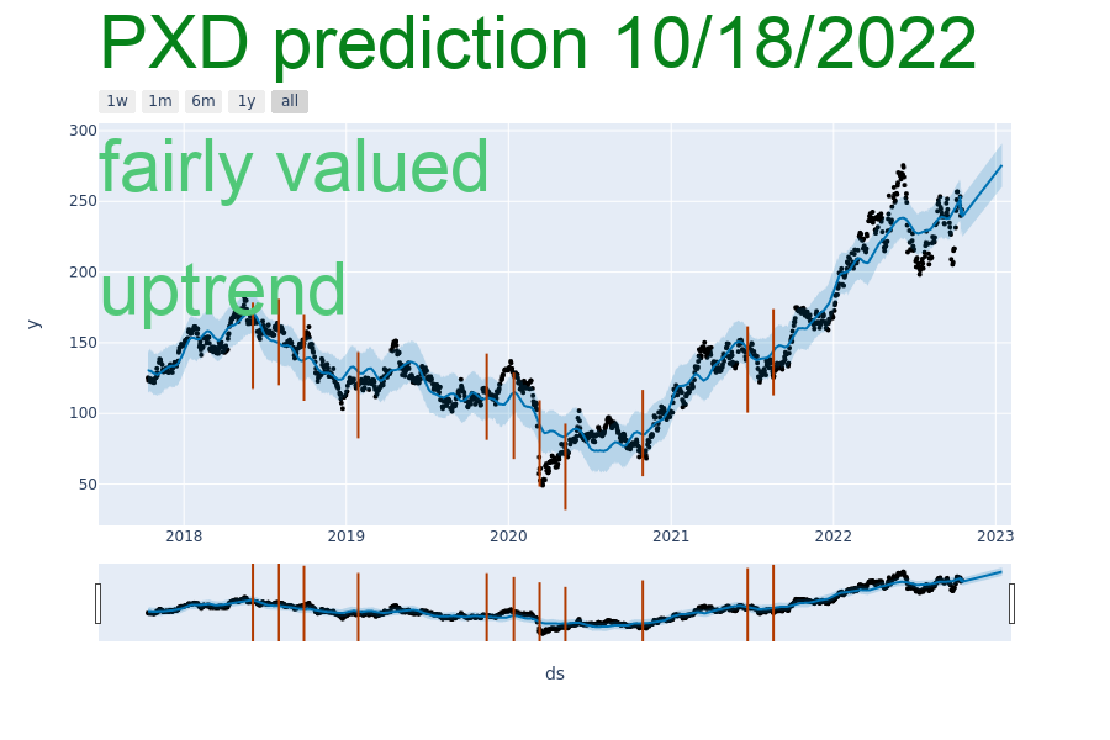 PXD prediction 10/18/2022
1w 1m 6m 1y all
300
fairly valued
250
200
uptrend
150
100
50
y
2018 2019 2020 2021 2022 2023
ds